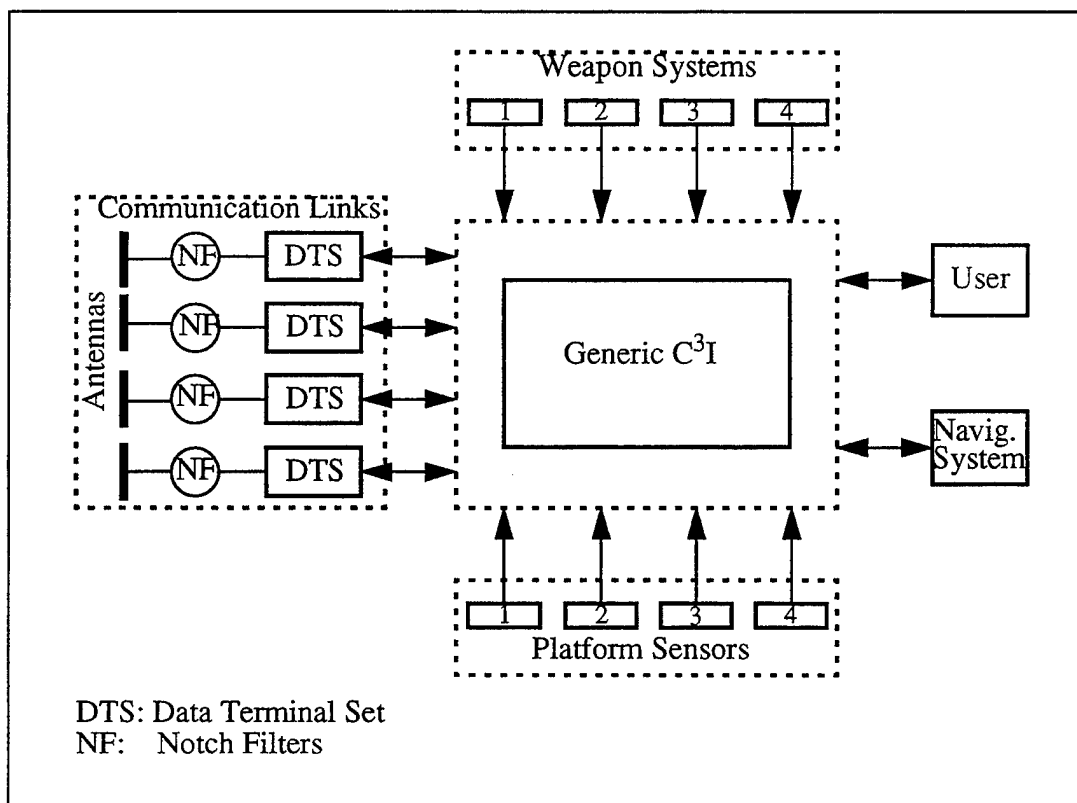 Weapon Systems
1 2 3 4
Communication Links
Antennas
NF DTS
NF DTS
NF DTS
NF DTS
Generic C³I
User
Navig.
System
1 2 3 4
Platform Sensors
DTS: Data Terminal Set
NF: Notch Filters